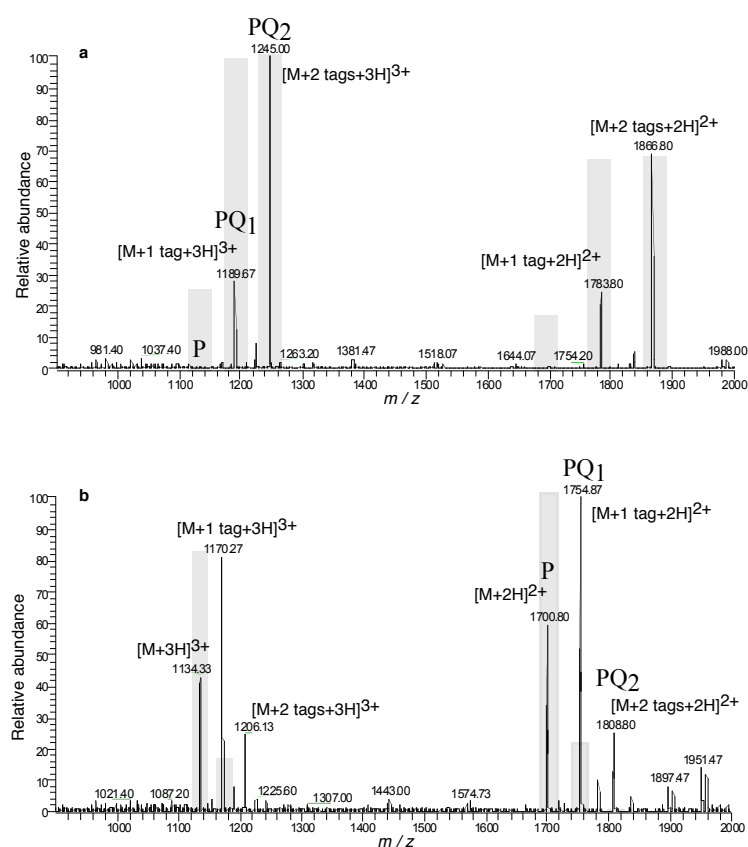 PQ2
a
1245.00
[M+2 tags+3H]3+
[M+2 tags+2H]2+
1866.80
PQ1
[M+1 tag+3H]3+
1189.67
[M+1 tag+2H]2+
1783.80
P
981.40
1037.40
1263.20
1381.47
1518.07
1644.07
1754.20
1988.00
Relative abundance
100
90
80
70
60
50
40
30
20
10
0
1000 1100 1200 1300 1400 1500 1600 1700 1800 1900 2000
m / z
PQ1
b
1754.87
[M+1 tag+3H]3+
[M+1 tag+2H]2+
1170.27
P
[M+2H]2+
1700.80
[M+3H]3+
1134.33
PQ2
[M+2 tags+3H]3+
[M+2 tags+2H]2+
1206.13
1808.80
1021.40
1087.20
1225.60
1307.00
1443.00
1574.73
1897.47
1951.47
Relative abundance
100
90
80
70
60
50
40
30
20
10
0
1000 1100 1200 1300 1400 1500 1600 1700 1800 1900 2000
m / z